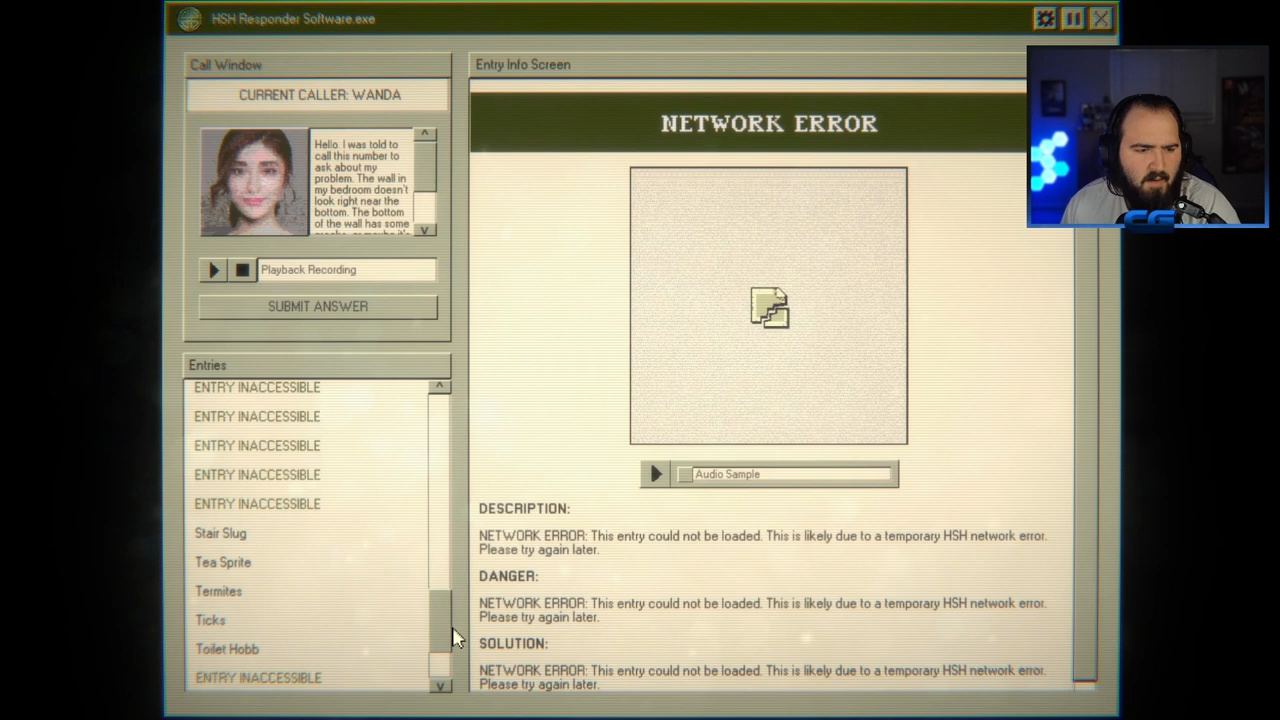 HSH Responder Software.exe
Call Window
CURRENT CALLER: WANDA
Hello. I was told to
call this number to
ask about my
problem. The wall in
my bedroom doesn't
look right near the
bottom. The bottom
of the wall has some
Playback Recording
SUBMIT ANSWER
Entries
ENTRY INACCESSIBLE
ENTRY INACCESSIBLE
ENTRY INACCESSIBLE
ENTRY INACCESSIBLE
ENTRY INACCESSIBLE
Stair Slug
Tea Sprite
Termites
Ticks
Toilet Hobb
ENTRY INACCESSIBLE
Entry Info Screen
NETWORK ERROR
Audio Sample
DESCRIPTION:
NETWORK ERROR: This entry could not be loaded. This is likely due to a temporary HSH network error.
Please try again later.
DANGER:
NETWORK ERROR: This entry could not be loaded. This is likely due to a temporary HSH network error.
Please try again later.
SOLUTION:
NETWORK ERROR: This entry could not be loaded. This is likely due to a temporary HSH network error.
Please try again later.
CG